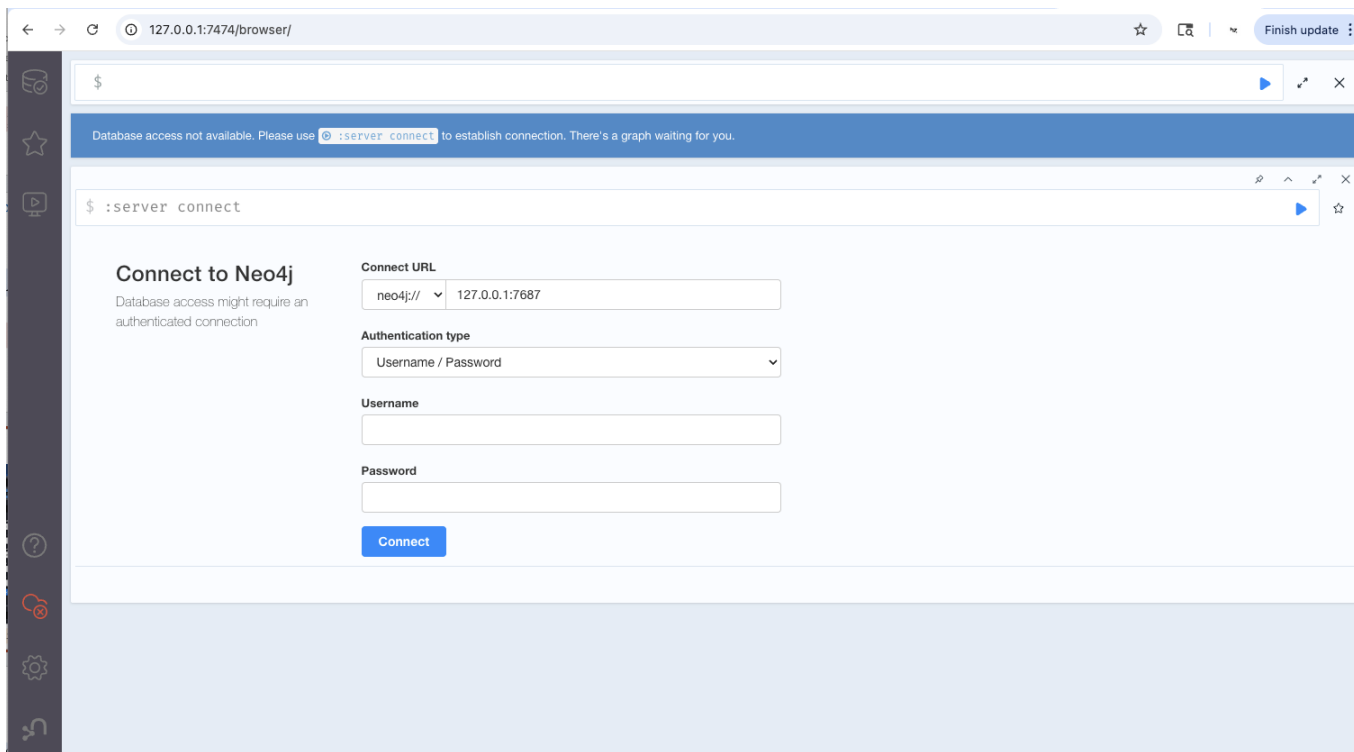 127.0.0.1:7474/browser/
Finish update
$
Database access not available. Please use :server connect to establish connection. There's a graph waiting for you.
$ :server connect
Connect to Neo4j
Database access might require an
authenticated connection
Connect URL
neo4j:// 127.0.0.1:7687
Authentication type
Username / Password
Username
Password
Connect